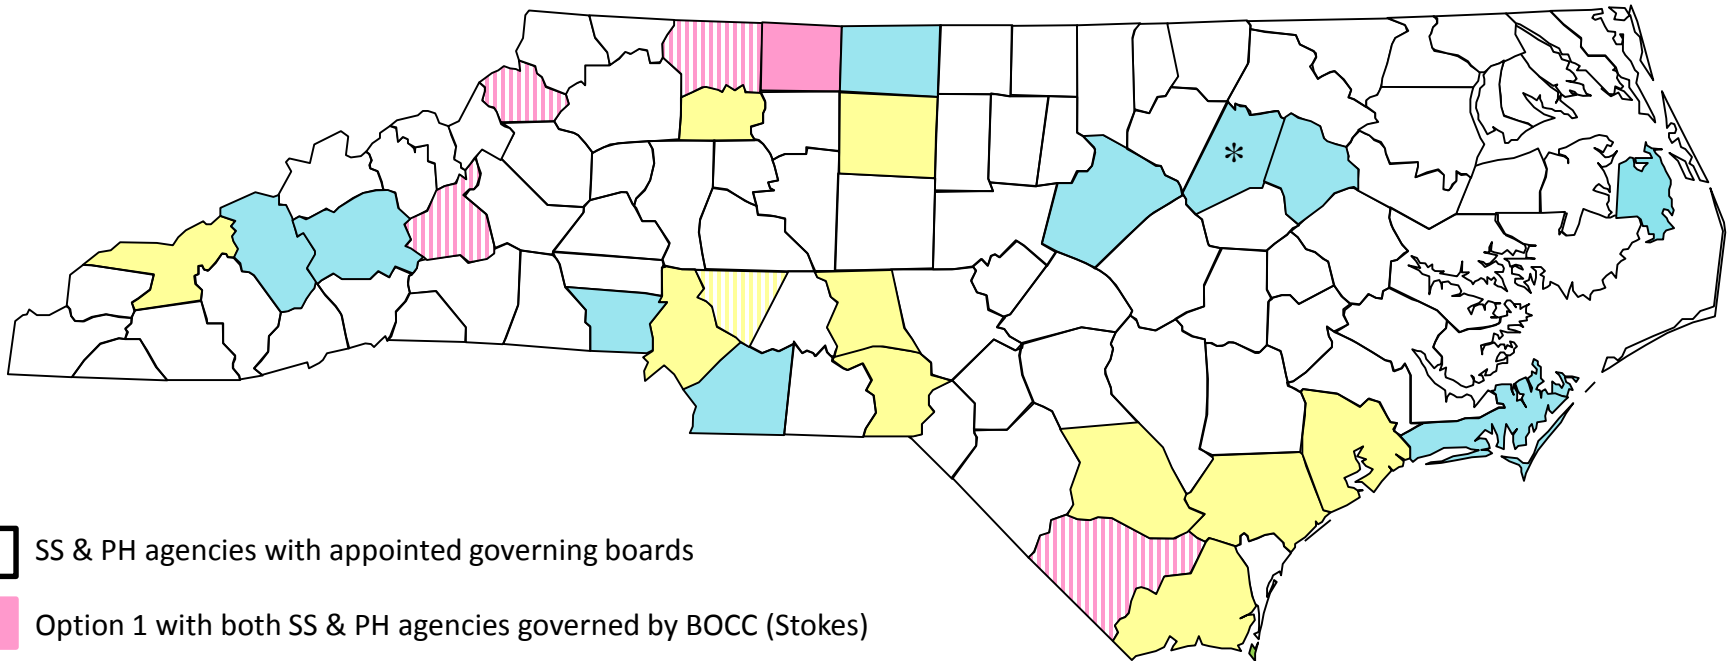 *
SS & PH agencies with appointed governing boards
Option 1 with both SS & PH agencies governed by BOCC (Stokes)